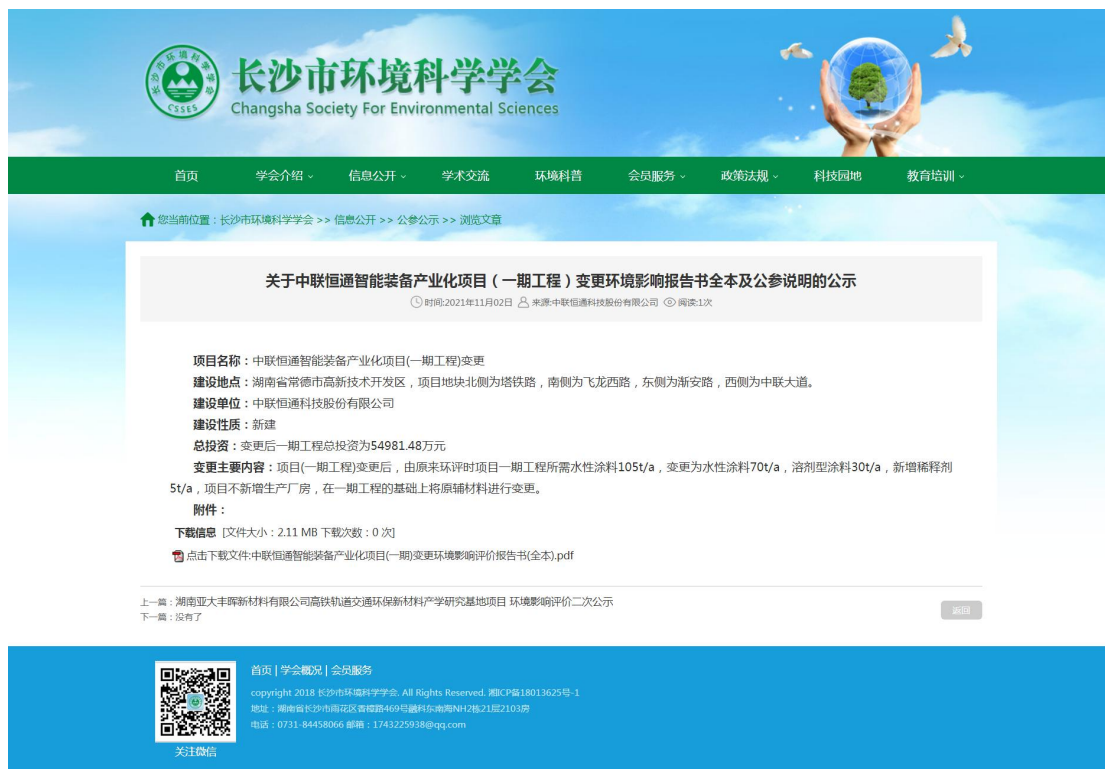 长沙市环境科学学会
CSSES
长沙市环境科学学会
Changsha Society For Environmental Sciences
首页 学会介绍 信息公开 学术交流 环境科普 会员服务 政策法规 科技园地 教育培训
您当前位置：长沙市环境科学学会 >> 信息公开 >> 公参公示 >> 浏览文章
关于中联恒通智能装备产业化项目（一期工程）变更环境影响报告书全本及公参说明的公示
时间:2021年11月02日 来源:中联恒通科技股份有限公司 阅读:1次
项目名称：中联恒通智能装备产业化项目(一期工程)变更
建设地点：湖南省常德市高新技术开发区，项目地块北侧为塔铁路，南侧为飞龙西路，东侧为渐安路，西侧为中联大道。
建设单位：中联恒通科技股份有限公司
建设性质：新建
总投资：变更后一期工程总投资为54981.48万元
变更主要内容：项目(一期工程)变更后，由原来环评时项目一期工程所需水性涂料105t/a，变更为水性涂料70t/a，溶剂型涂料30t/a，新增稀释剂
5t/a，项目不新增生产厂房，在一期工程的基础上将原辅材料进行变更。
附件：
下载信息 [文件大小：2.11 MB 下载次数：0 次]
点击下载文件:中联恒通智能装备产业化项目(一期)变更环境影响评价报告书(全本).pdf
上一篇：湖南亚大丰晖新材料有限公司高铁轨道交通环保新材料产学研究基地项目 环境影响评价二次公示
下一篇：没有了
返回
首页 | 学会概况 | 会员服务
copyright 2018 长沙市环境科学学会. All Rights Reserved. 湘ICP备18013625号-1
地址：湖南省长沙市雨花区香樟路469号融科东南海NH2栋21层2103房
电话：0731-84458066 邮箱：1743225938@qq.com
关注微信